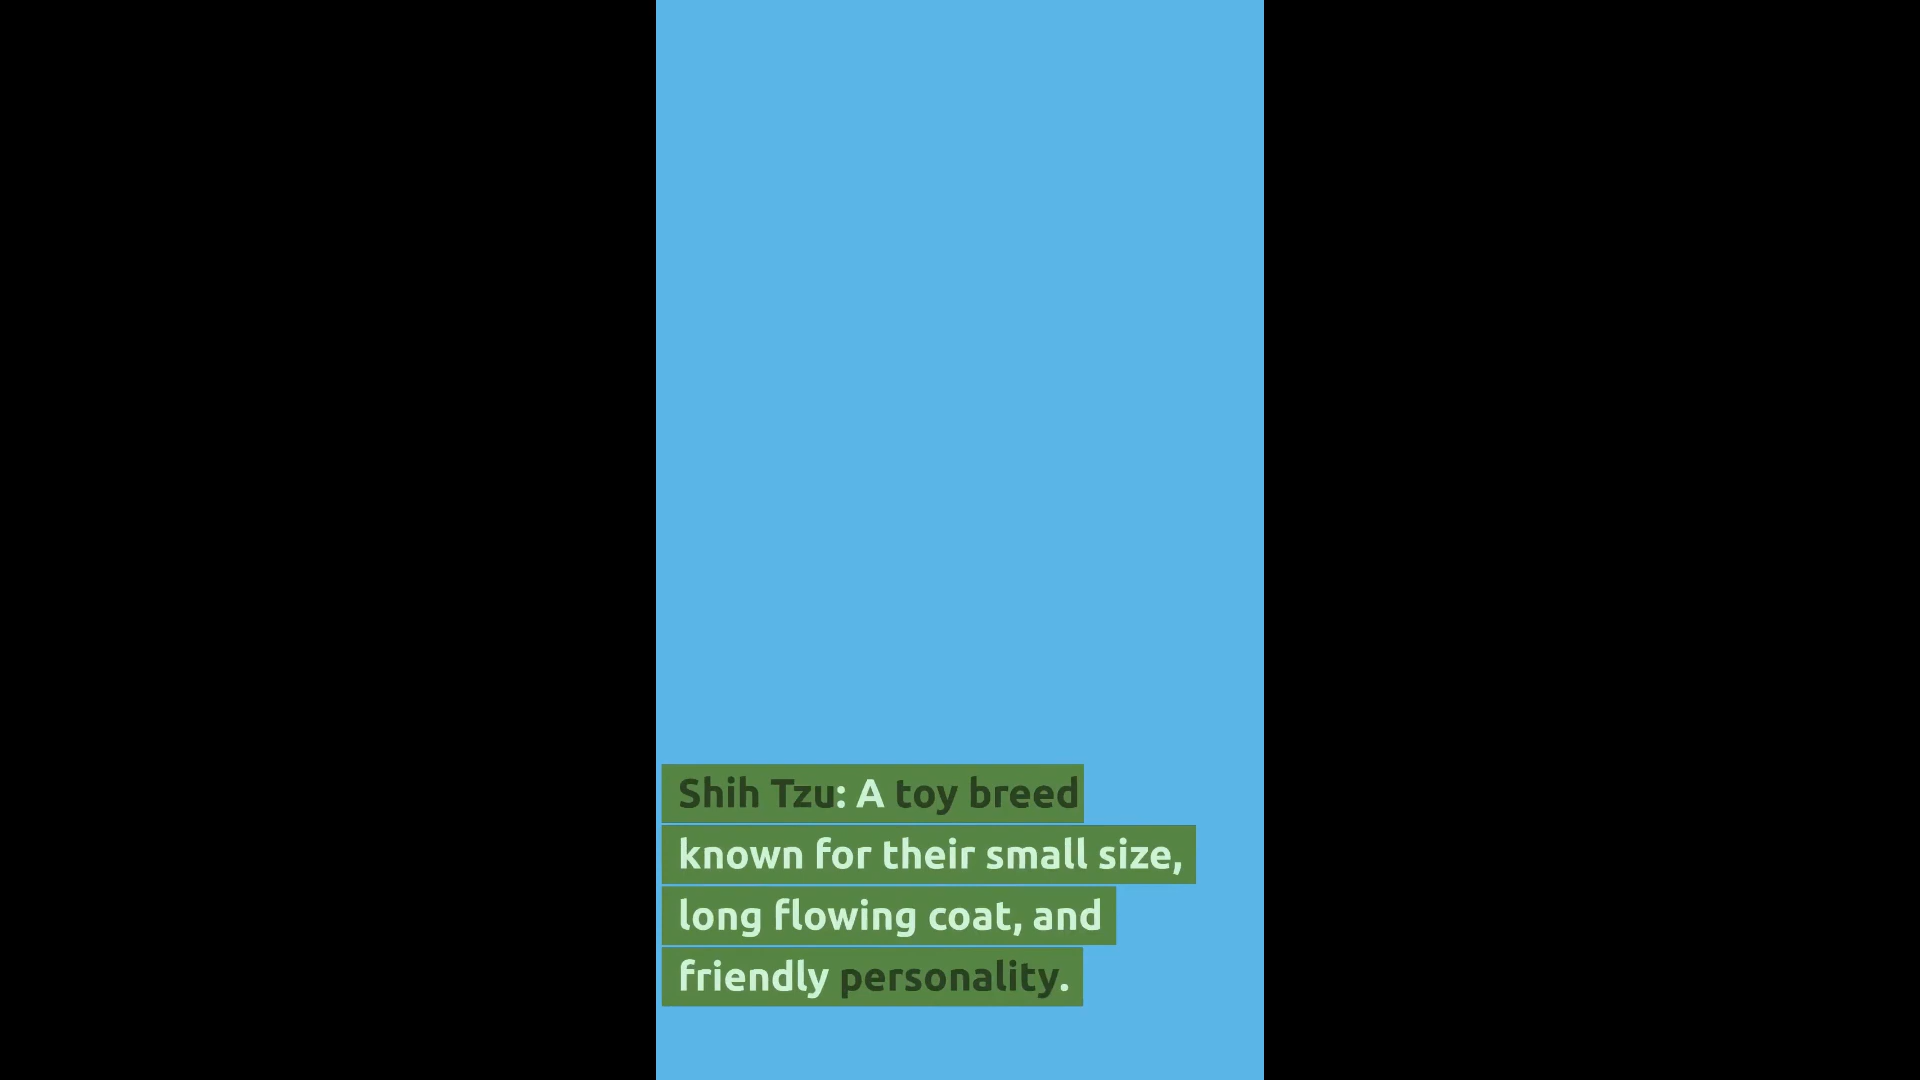 Shih Tzu: A toy breed
known for their small size,
long flowing coat, and
friendly personality.